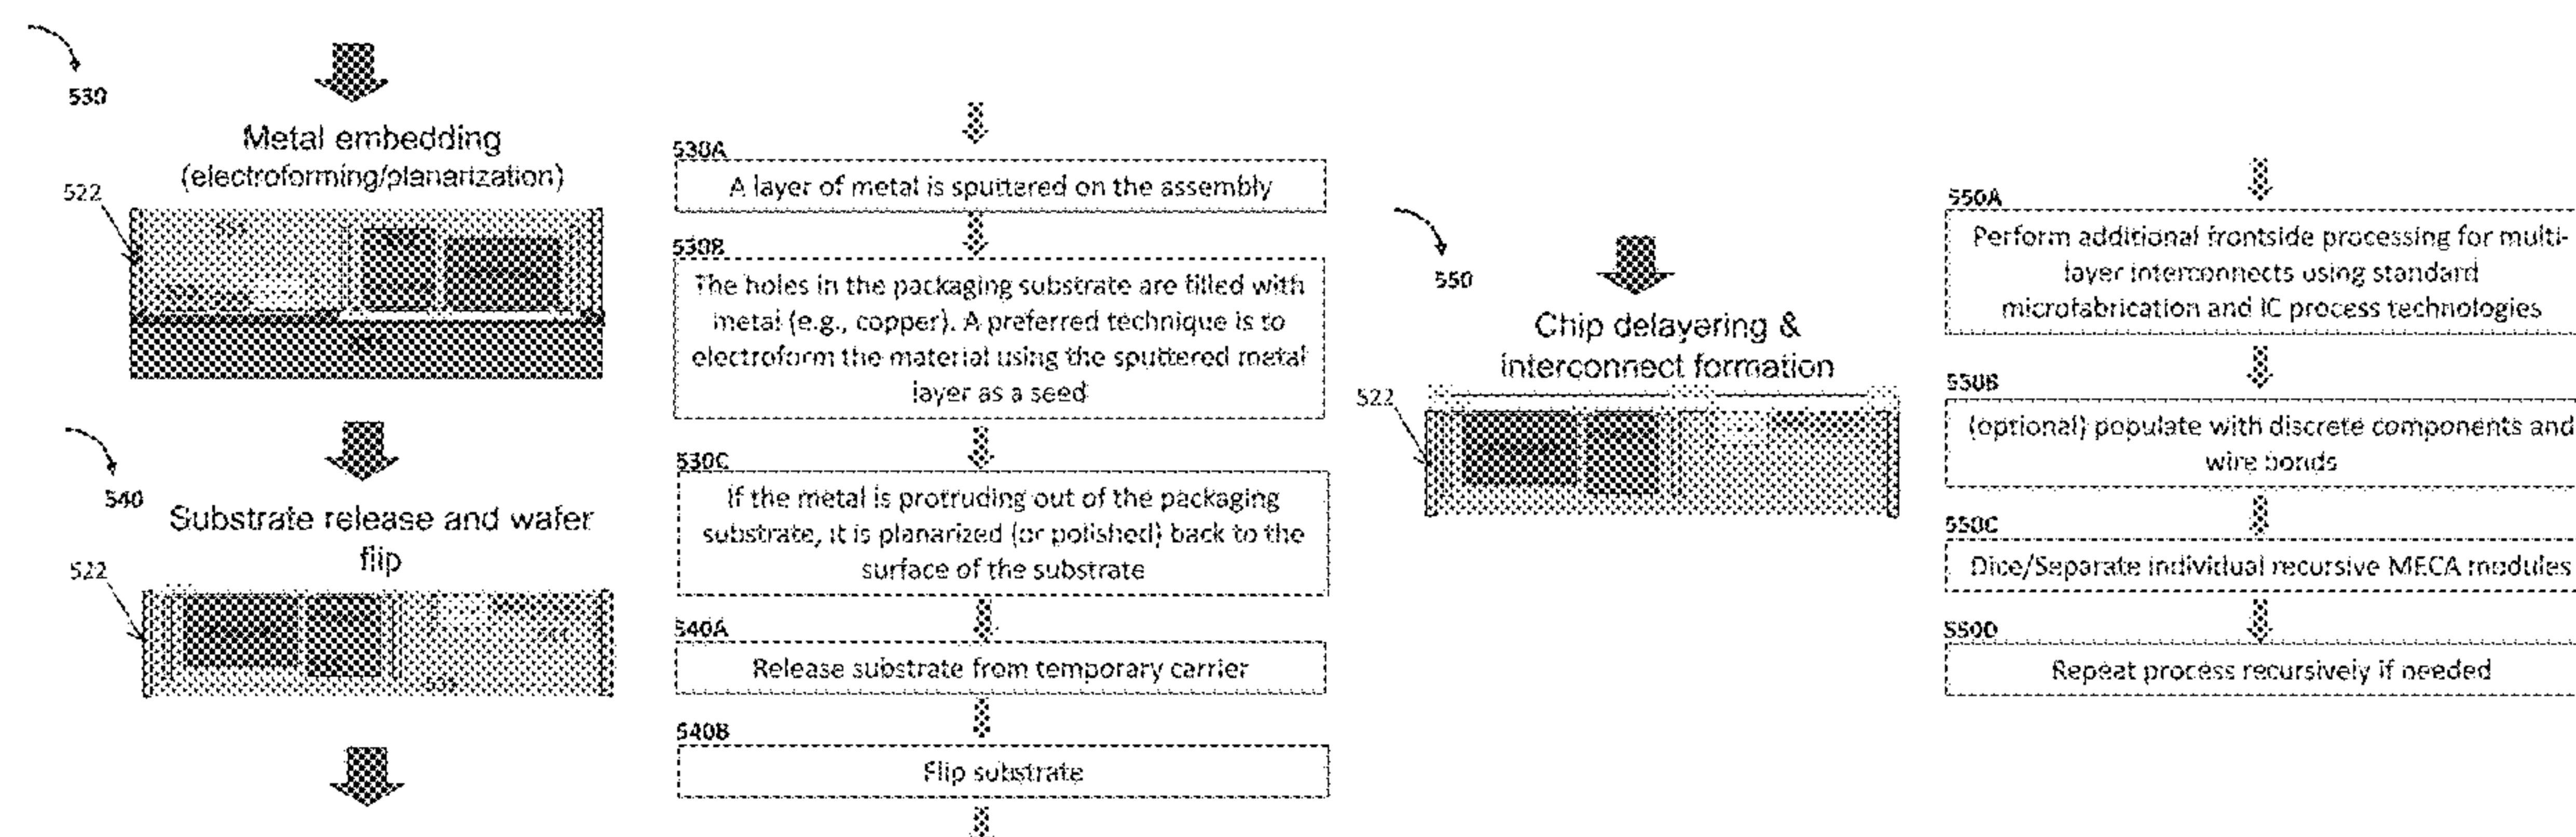 530
Metal embedding
(electroforming/planarization)
522
540
Substrate release and wafer
flip
522
530A
A layer of metal is sputtered on the assembly
530B
The holes in the packaging substrate are filled with
metal (e.g., copper). A preferred technique is to
electroform the material using the sputtered metal
layer as a seed
530C
If the metal is protruding out of the packaging
substrate, it is planarized (or polished) back to the
surface of the substrate
540A
Release substrate from temporary carrier
540B
Flip substrate
550
Chip delayering &
interconnect formation
522
550A
Perform additional frontside processing for multi-
layer interconnects using standard
microfabrication and IC process technologies
550B
(optional) populate with discrete components and
wire bonds
550C
Dice/Separate individual recursive MECA modules
550D
Repeat process recursively if needed